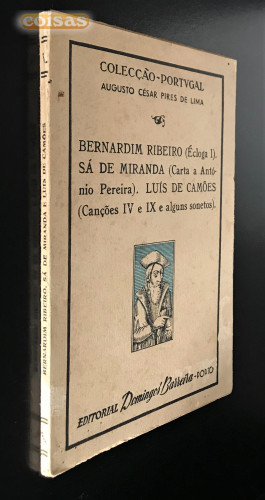 coisas
COLECÇÃO-PORTVGAL
AUGUSTO CÉSAR PIRES DE LIMA
BERNARDIM RIBEIRO (Écloga I).
SÁ DE MIRANDA (Carta a Antó-
nio Pereira). LUÍS DE CAMÕES
(Canções IV e IX e alguns sonetos).
EDITORIAL Domingos Barreira-PORTO
BERNARDIM RIBEIRO, SÁ DE MIRANDA E LUÍS DE CAMÕES